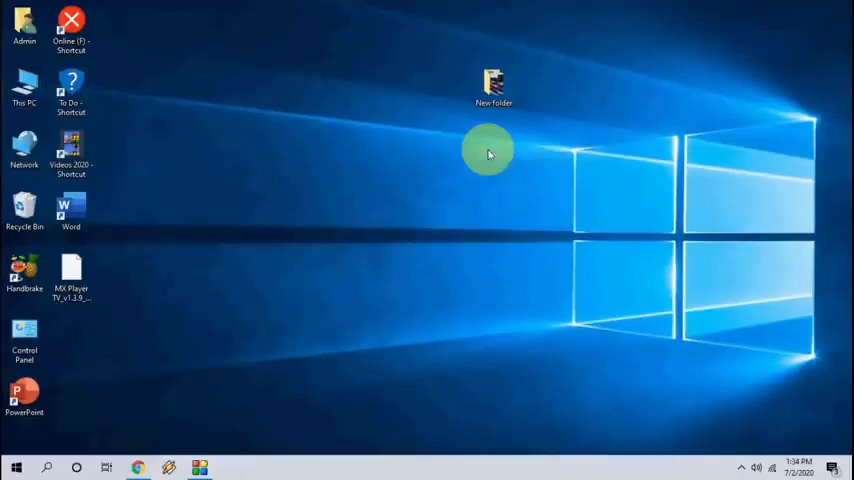 Admin
Online (F) -
Shortcut
This PC
To Do -
Shortcut
New folder
Network
Videos 2020 -
Shortcut
Recycle Bin
Word
Handbrake
MX Player
TV_v1.3.9_...
Control
Panel
PowerPoint
1:34 PM
7/2/2020
3